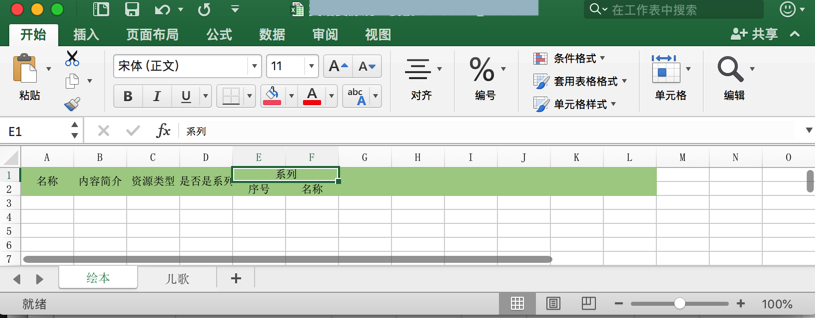 在工作表中搜索
开始 插入 页面布局 公式 数据 审阅 视图 共享
宋体 (正文) 11 A A 条件格式
粘贴 B I U A abc A 对齐 % 编号 套用表格格式 单元格 编辑
单元格样式
E1 fx 系列
A B C D E F G H I J K L M N O
1 名称 内容简介 资源类型 是否是系列 系列
2 序号 名称
3
4
5
6
7
绘本 儿歌 +
就绪 100%